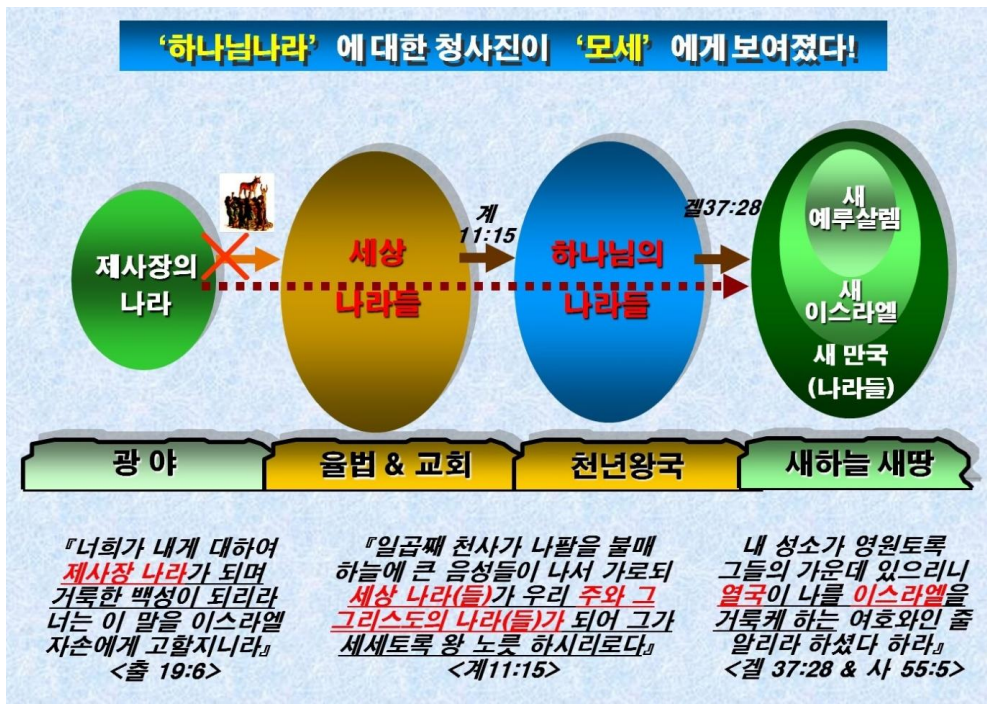 ‘하나님나라’ 에 대한 청사진이 ‘모세’ 에게 보여졌다!
제사장의
나라
세상
나라들
계
11:15
하나님의
나라들
겔37:28
새
예루살렘
새
이스라엘
새 만국
(나라들)
광 야
율법 & 교회
천년왕국
새하늘 새땅
『너희가 내게 대하여
제사장 나라가 되며
거룩한 백성이 되리라
너는 이 말을 이스라엘
자손에게 고할지니라』
<출 19:6>
『일곱째 천사가 나팔을 불매
하늘에 큰 음성들이 나서 가로되
세상 나라(들)가 우리 주와 그
그리스도의 나라(들)가 되어 그가
세세토록 왕 노릇 하시리로다』
<계11:15>
내 성소가 영원토록
그들의 가운데 있으리니
열국이 나를 이스라엘을
거룩케 하는 여호와인 줄
알리라 하셨다 하라』
<겔 37:28 & 사 55:5>